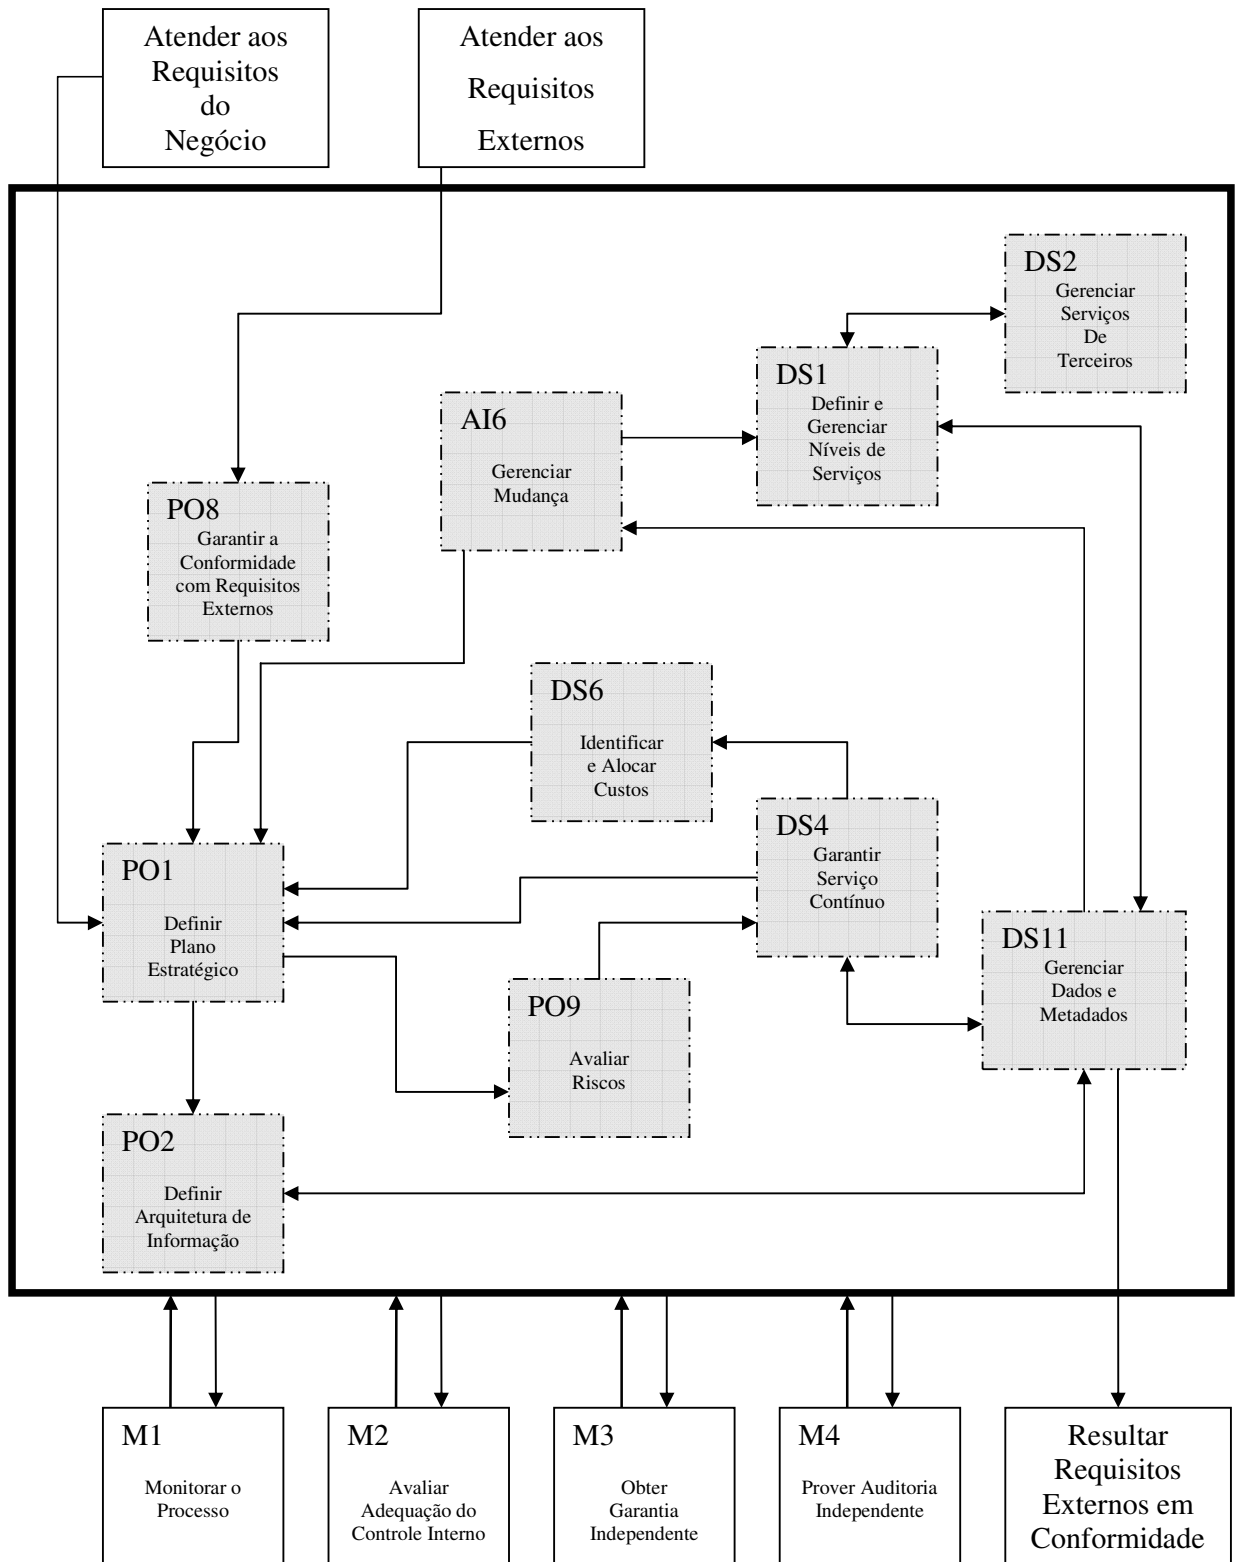 Atender aos
Requisitos
do
Negócio
Atender aos
Requisitos
Externos
DS2
Gerenciar
Serviços
De
Terceiros
DS1
Definir e
Gerenciar
Níveis de
Serviços
AI6
Gerenciar
Mudança
PO8
Garantir a
Conformidade
com Requisitos
Externos
DS6
Identificar
e Alocar
Custos
DS4
Garantir
Serviço
Contínuo
PO1
Definir
Plano
Estratégico
DS11
Gerenciar
Dados e
Metadados
PO9
Avaliar
Riscos
PO2
Definir
Arquitetura de
Informação
M1
Monitorar o
Processo
M2
Avaliar
Adequação do
Controle Interno
M3
Obter
Garantia
Independente
M4
Prover Auditoria
Independente
Resultar
Requisitos
Externos em
Conformidade